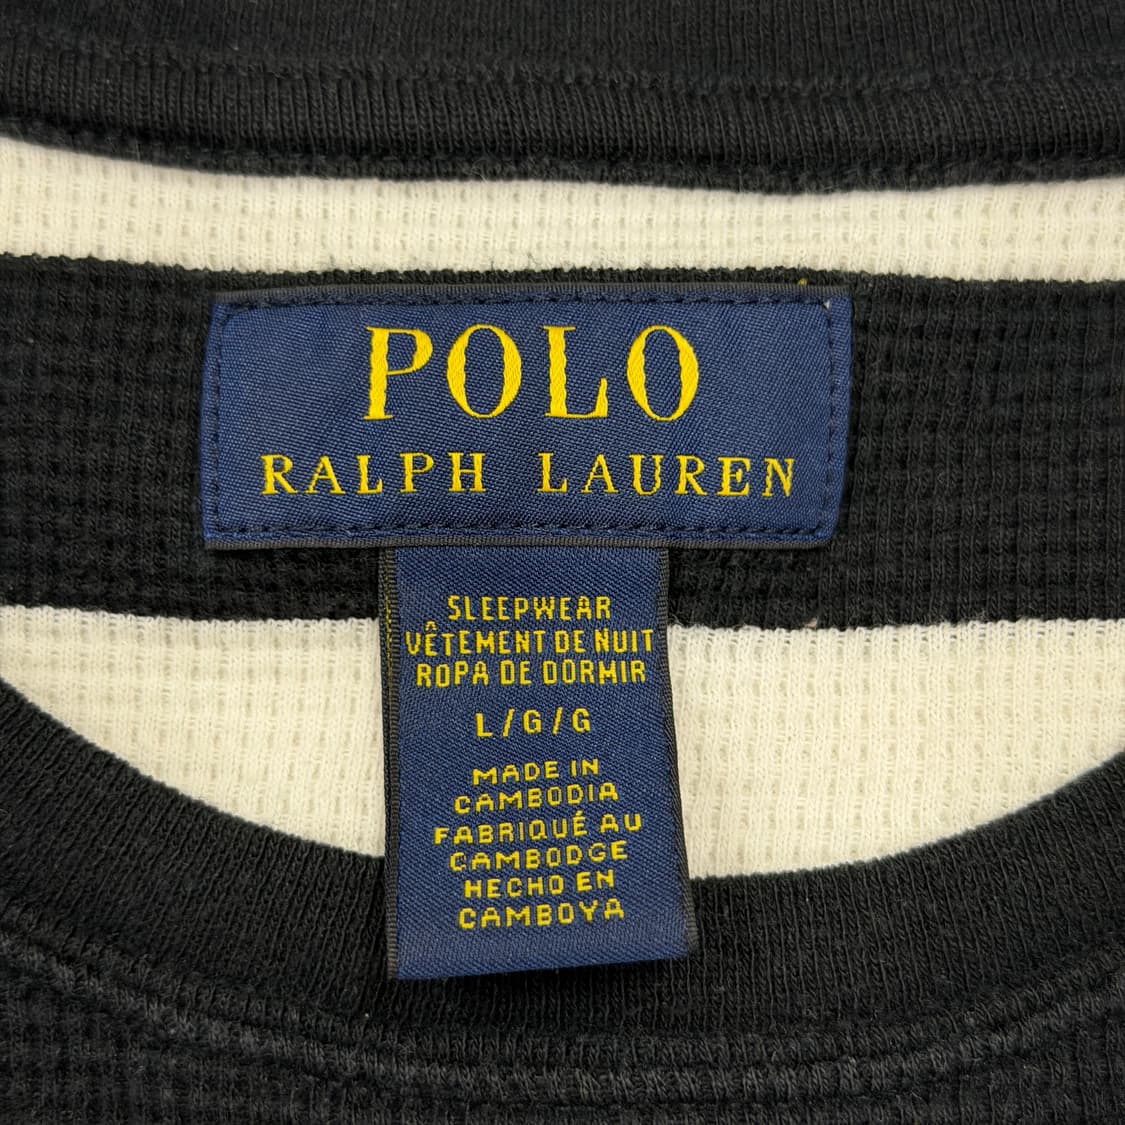 POLO
RALPH LAUREN
SLEEPWEAR
VÊTEMENT DE NUIT
ROPA DE DORMIR
L/G/G
MADE IN
CAMBODIA
FABRIQUÉ AU
CAMBODGE
HECHO EN
CAMBOYA